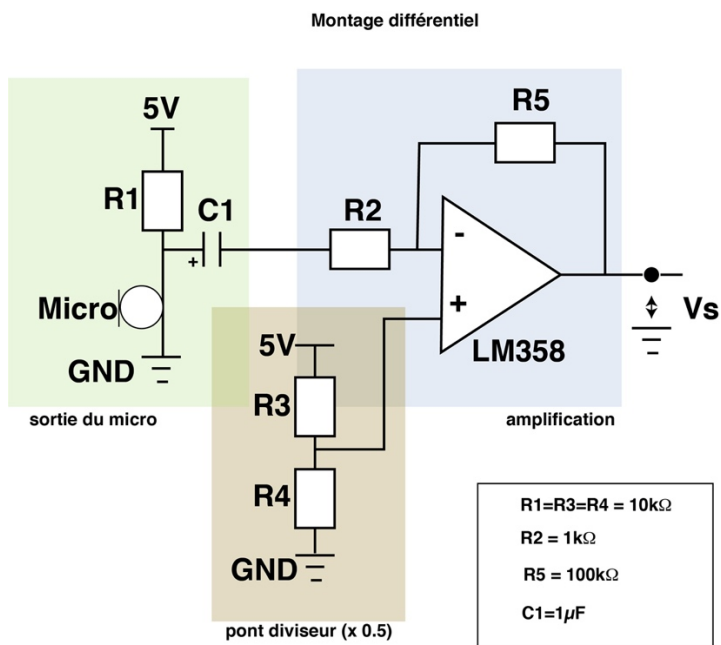 Montage différentiel
5V
R1
C1
+
Micro
GND
sortie du micro
R2
R5
-
+
LM358
Vs
amplification
5V
R3
R4
GND
pont diviseur (x 0.5)
R1=R3=R4 = 10kΩ
R2 = 1kΩ
R5 = 100kΩ
C1=1µF